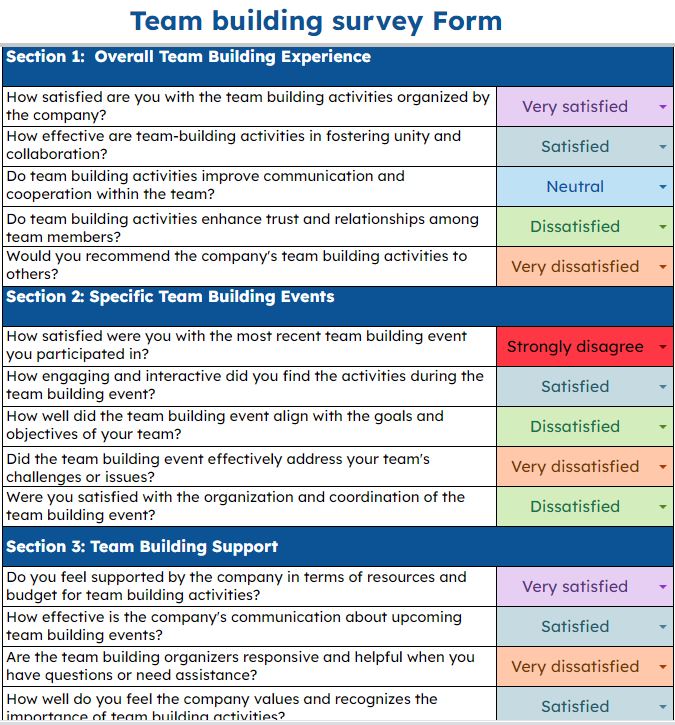 Team building survey Form
Section 1:  Overall Team Building Experience
How satisfied are you with the team building activities organized by
the company?
Very satisfied
How effective are team-building activities in fostering unity and
collaboration?
Satisfied
Do team building activities improve communication and
cooperation within the team?
Neutral
Do team building activities enhance trust and relationships among
team members?
Dissatisfied
Would you recommend the company's team building activities to
others?
Very dissatisfied
Section 2: Specific Team Building Events
How satisfied were you with the most recent team building event
you participated in?
Strongly disagree
How engaging and interactive did you find the activities during the
team building event?
Satisfied
How well did the team building event align with the goals and
objectives of your team?
Dissatisfied
Did the team building event effectively address your team's
challenges or issues?
Very dissatisfied
Were you satisfied with the organization and coordination of the
team building event?
Dissatisfied
Section 3: Team Building Support
Do you feel supported by the company in terms of resources and
budget for team building activities?
Very satisfied
How effective is the company's communication about upcoming
team building events?
Satisfied
Are the team building organizers responsive and helpful when you
have questions or need assistance?
Very dissatisfied
How well do you feel the company values and recognizes the
importance of team building activities?
Satisfied